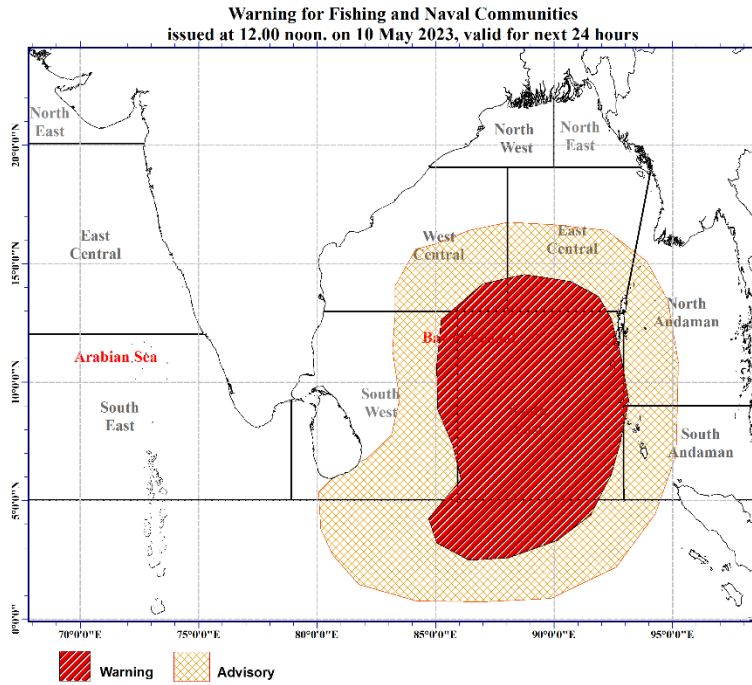 Warning for Fishing and Naval Communities
issued at 12.00 noon. on 10 May 2023, valid for next 24 hours
North
East
North
West
North
East
20°0'0"N
East
Central
West
Central
East
Central
15°0'0"N
North
Andaman
Arabian Sea
10°0'0"N
South
East
South
West
South
Andaman
5°0'0"N
0°0'0"
70°0'0"E
75°0'0"E
80°0'0"E
85°0'0"E
90°0'0"E
95°0'0"E
Warning
Advisory